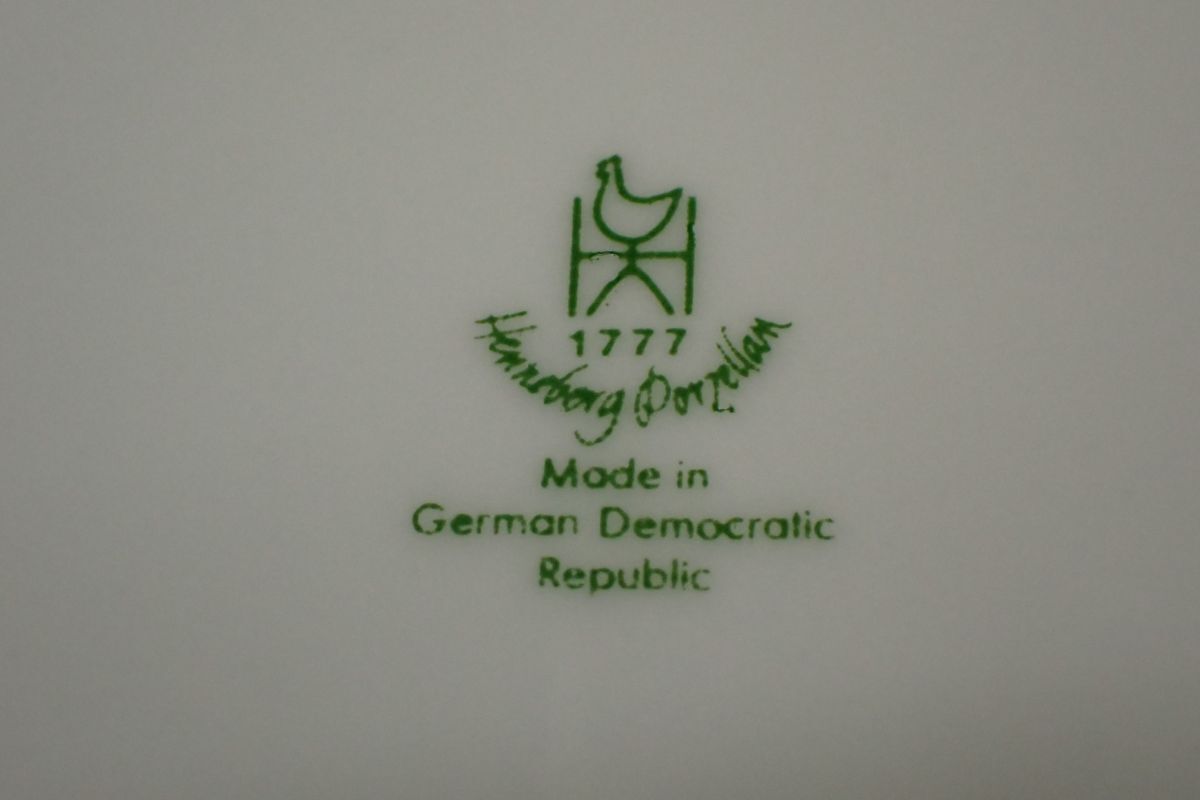 1777
Henneberg Porzellan
Made in
German Democratic
Republic